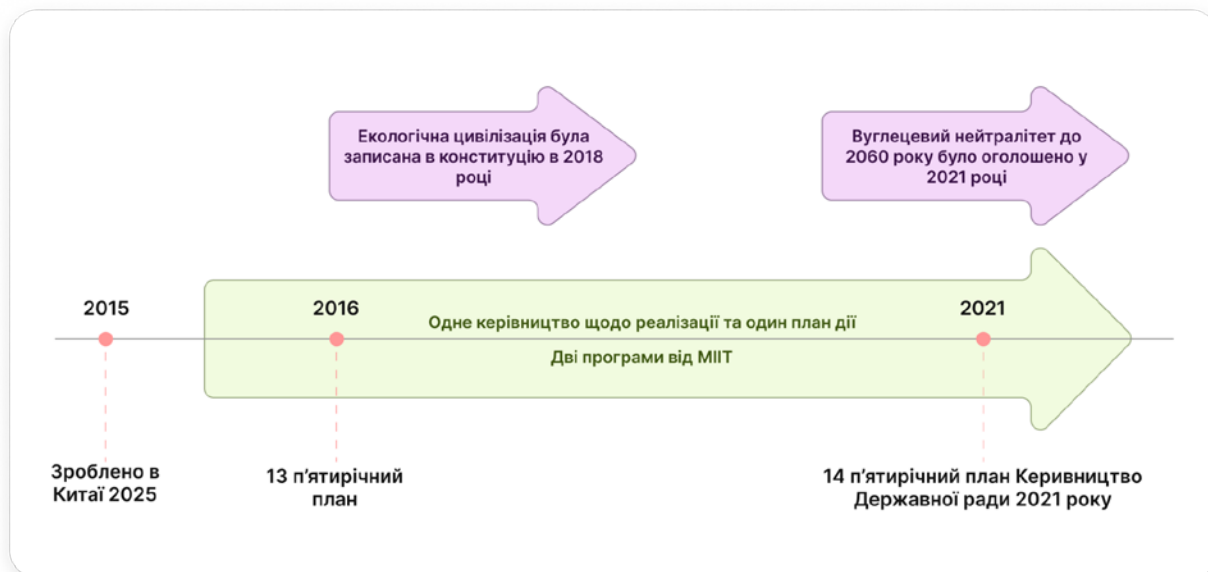 Екологічна цивілізація була
записана в конституцію в 2018
році
Вуглецевий нейтралітет до
2060 року було оголошено у
2021 році
2015
2016
2021
Одне керівництво щодо реалізації та один план дії
Дві програми від МІІТ
Зроблено в
Китаї 2025
13 п’ятирічний
план
14 п’ятирічний план Керивництво
Державної ради 2021 року